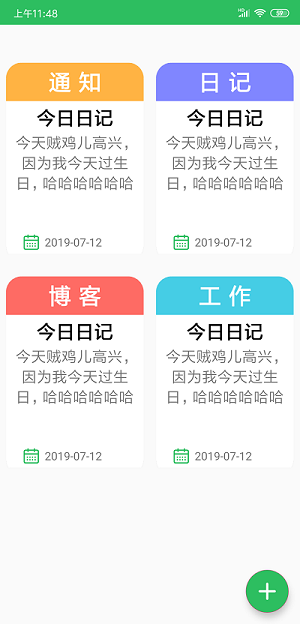 上午11:48
69
通知
日记
今日日记
今日日记
今天贼鸡儿高兴，
因为我今天过生
日，哈哈哈哈哈哈
今天贼鸡儿高兴，
因为我今天过生
日，哈哈哈哈哈哈
2019-07-12
2019-07-12
博客
工作
今日日记
今日日记
今天贼鸡儿高兴，
因为我今天过生
日，哈哈哈哈哈哈
今天贼鸡儿高兴，
因为我今天过生
日，哈哈哈哈哈哈
2019-07-12
2019-07-12